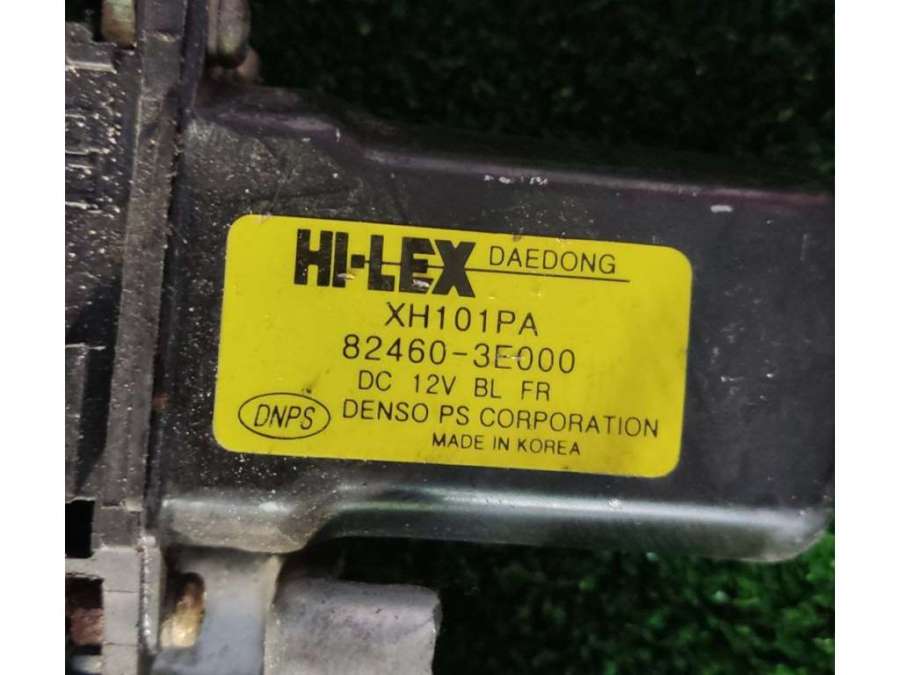 HI-LEX DAEDONG
XH101PA
82460-3E000
DC 12V BL FR
DNPS DENSO PS CORPORATION
MADE IN KOREA